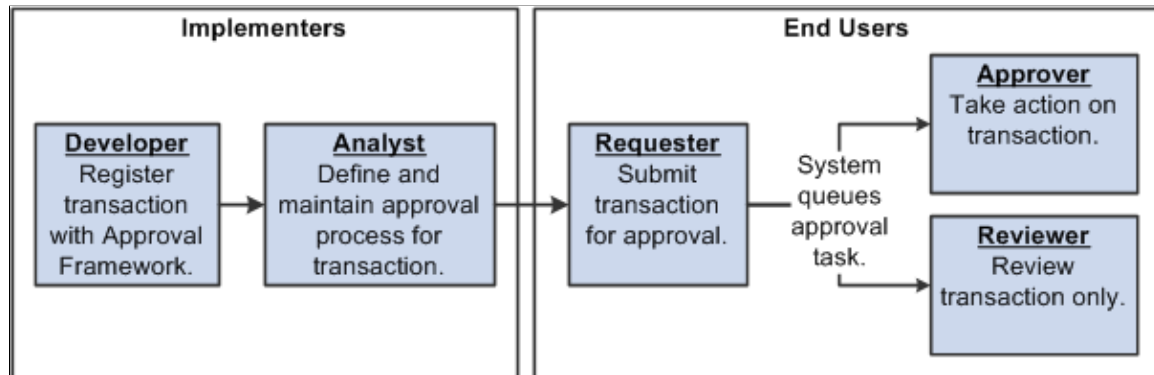 Implementers
Developer
Register
transaction
with Approval
Framework.
Analyst
Define and
maintain approval
process for
transaction.
End Users
Requester
Submit
transaction
for approval.
System
queues
approval
task.
Approver
Take action on
transaction.
Reviewer
Review
transaction only.